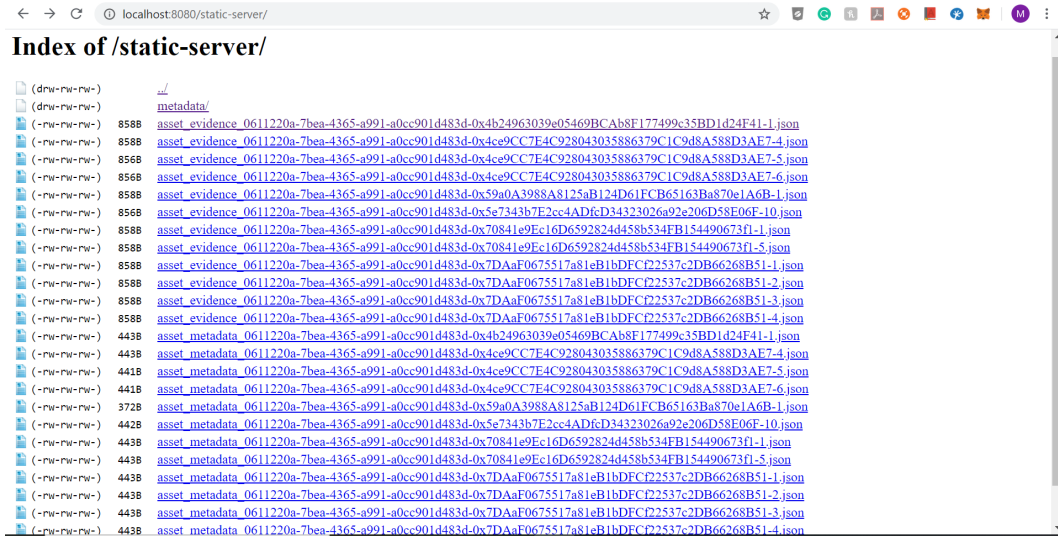 localhost:8080/static-server/
M
Index of /static-server/
(drw-rw-rw-) ../
(drw-rw-rw-) metadata/
(-rw-rw-rw-) 858B asset_evidence_0611220a-7bea-4365-a991-a0cc901d483d-0x4b24963039e05469BCAb8F177499c35BD1d24F41-1.json
(-rw-rw-rw-) 858B asset_evidence_0611220a-7bea-4365-a991-a0cc901d483d-0x4ce9CC7E4C928043035886379C1C9d8A588D3AE7-4.json
(-rw-rw-rw-) 856B asset_evidence_0611220a-7bea-4365-a991-a0cc901d483d-0x4ce9CC7E4C928043035886379C1C9d8A588D3AE7-5.json
(-rw-rw-rw-) 856B asset_evidence_0611220a-7bea-4365-a991-a0cc901d483d-0x4ce9CC7E4C928043035886379C1C9d8A588D3AE7-6.json
(-rw-rw-rw-) 858B asset_evidence_0611220a-7bea-4365-a991-a0cc901d483d-0x59a0A3988A8125aB124D61FCB65163Ba870e1A6B-1.json
(-rw-rw-rw-) 856B asset_evidence_0611220a-7bea-4365-a991-a0cc901d483d-0x5e7343b7E2cc4ADfcD34323026a92e206D58E06F-10.json
(-rw-rw-rw-) 858B asset_evidence_0611220a-7bea-4365-a991-a0cc901d483d-0x70841e9Ec16D6592824d458b534FB154490673f1-1.json
(-rw-rw-rw-) 858B asset_evidence_0611220a-7bea-4365-a991-a0cc901d483d-0x70841e9Ec16D6592824d458b534FB154490673f1-5.json
(-rw-rw-rw-) 858B asset_evidence_0611220a-7bea-4365-a991-a0cc901d483d-0x7DAaF0675517a81eB1bDFCf22537c2DB66268B51-1.json
(-rw-rw-rw-) 858B asset_evidence_0611220a-7bea-4365-a991-a0cc901d483d-0x7DAaF0675517a81eB1bDFCf22537c2DB66268B51-2.json
(-rw-rw-rw-) 858B asset_evidence_0611220a-7bea-4365-a991-a0cc901d483d-0x7DAaF0675517a81eB1bDFCf22537c2DB66268B51-3.json
(-rw-rw-rw-) 858B asset_evidence_0611220a-7bea-4365-a991-a0cc901d483d-0x7DAaF0675517a81eB1bDFCf22537c2DB66268B51-4.json
(-rw-rw-rw-) 443B asset_metadata_0611220a-7bea-4365-a991-a0cc901d483d-0x4b24963039e05469BCAb8F177499c35BD1d24F41-1.json
(-rw-rw-rw-) 443B asset_metadata_0611220a-7bea-4365-a991-a0cc901d483d-0x4ce9CC7E4C928043035886379C1C9d8A588D3AE7-4.json
(-rw-rw-rw-) 441B asset_metadata_0611220a-7bea-4365-a991-a0cc901d483d-0x4ce9CC7E4C928043035886379C1C9d8A588D3AE7-5.json
(-rw-rw-rw-) 441B asset_metadata_0611220a-7bea-4365-a991-a0cc901d483d-0x4ce9CC7E4C928043035886379C1C9d8A588D3AE7-6.json
(-rw-rw-rw-) 372B asset_metadata_0611220a-7bea-4365-a991-a0cc901d483d-0x59a0A3988A8125aB124D61FCB65163Ba870e1A6B-1.json
(-rw-rw-rw-) 442B asset_metadata_0611220a-7bea-4365-a991-a0cc901d483d-0x5e7343b7E2cc4ADfcD34323026a92e206D58E06F-10.json
(-rw-rw-rw-) 443B asset_metadata_0611220a-7bea-4365-a991-a0cc901d483d-0x70841e9Ec16D6592824d458b534FB154490673f1-1.json
(-rw-rw-rw-) 443B asset_metadata_0611220a-7bea-4365-a991-a0cc901d483d-0x70841e9Ec16D6592824d458b534FB154490673f1-5.json
(-rw-rw-rw-) 443B asset_metadata_0611220a-7bea-4365-a991-a0cc901d483d-0x7DAaF0675517a81eB1bDFCf22537c2DB66268B51-1.json
(-rw-rw-rw-) 443B asset_metadata_0611220a-7bea-4365-a991-a0cc901d483d-0x7DAaF0675517a81eB1bDFCf22537c2DB66268B51-2.json
(-rw-rw-rw-) 443B asset_metadata_0611220a-7bea-4365-a991-a0cc901d483d-0x7DAaF0675517a81eB1bDFCf22537c2DB66268B51-3.json
(-rw-rw-rw-) 443B asset_metadata_0611220a-7bea-4365-a991-a0cc901d483d-0x7DAaF0675517a81eB1bDFCf22537c2DB66268B51-4.json